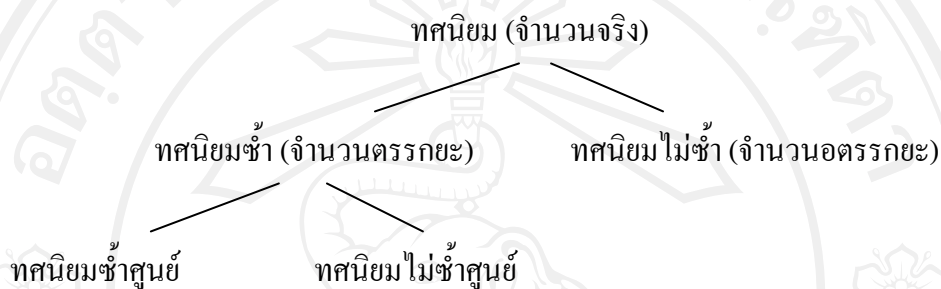 ทศนิยม (จำนวนจริง)
ทศนิยมซ้ำ (จำนวนตรรกยะ) ทศนิยมไม่ซ้ำ (จำนวนอตรรกยะ)
ทศนิยมซ้ำศูนย์ ทศนิยมไม่ซ้ำศูนย์